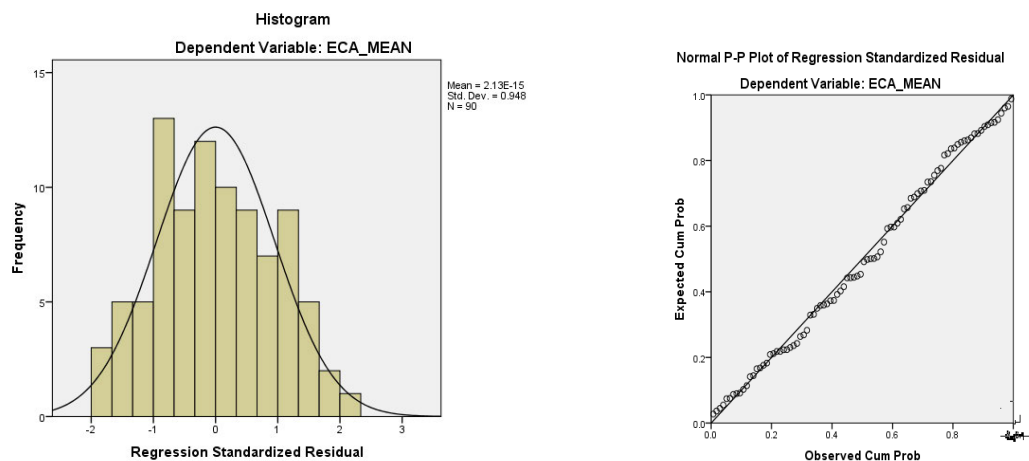 Histogram
Dependent Variable: ECA_MEAN
Mean = 2.13E-15
Std. Dev. = 0.948
N = 90
15
10
5
0
Frequency
-2 -1 0 1 2 3
Regression Standardized Residual
Normal P-P Plot of Regression Standardized Residual
Dependent Variable: ECA_MEAN
1.0
0.8
0.6
0.4
0.2
0.0
Expected Cum Prob
0.0 0.2 0.4 0.6 0.8
Observed Cum Prob